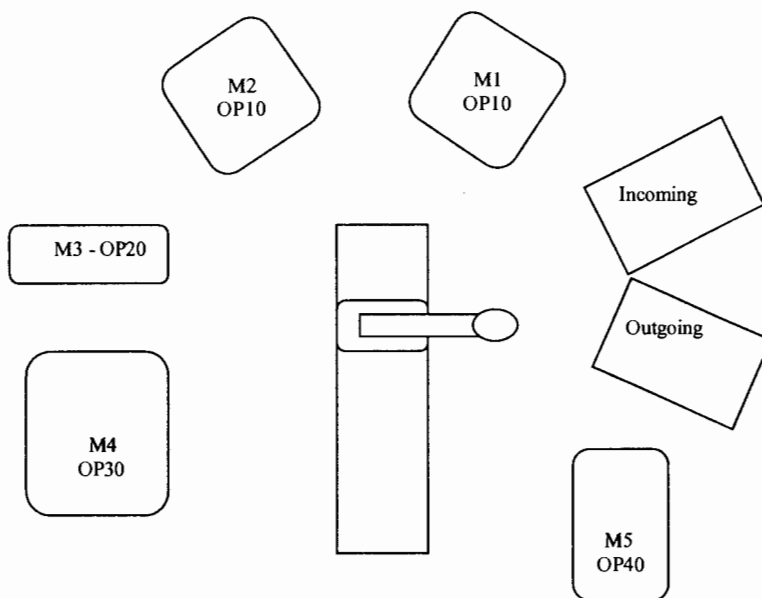 M2
OP10
M1
OP10
Incoming
M3 - OP20
Outgoing
M4
OP30
M5
OP40